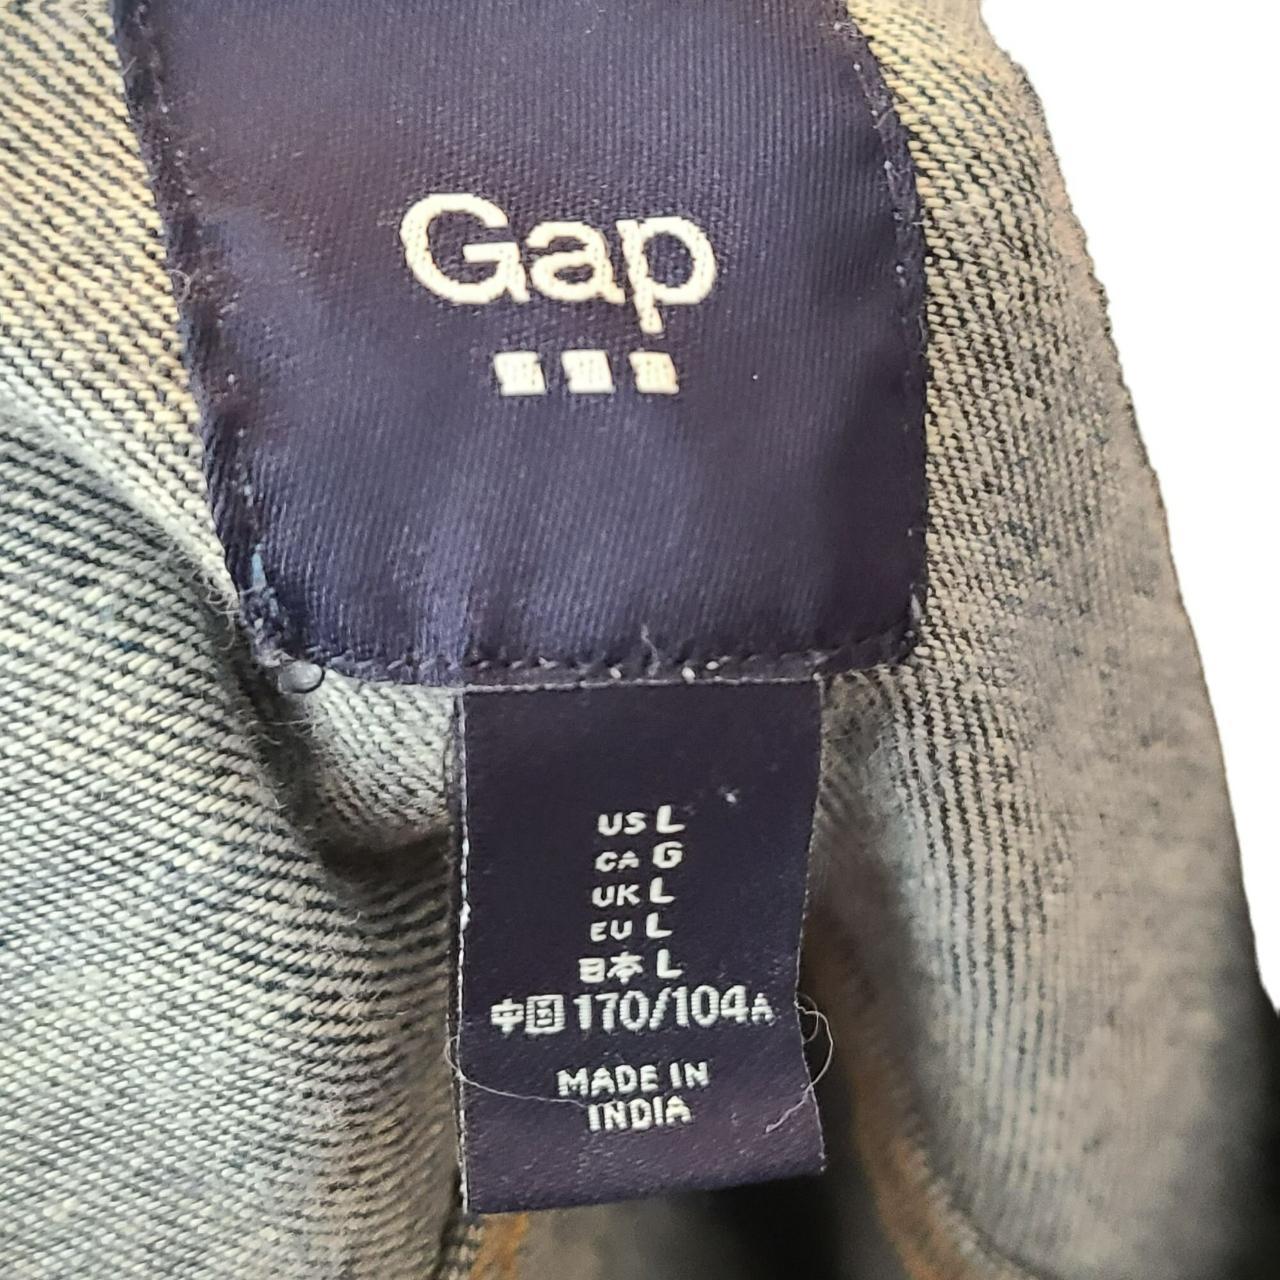 Gap
US L
CA G
UK L
EU L
日本 L
中国 170/104A
MADE IN
INDIA